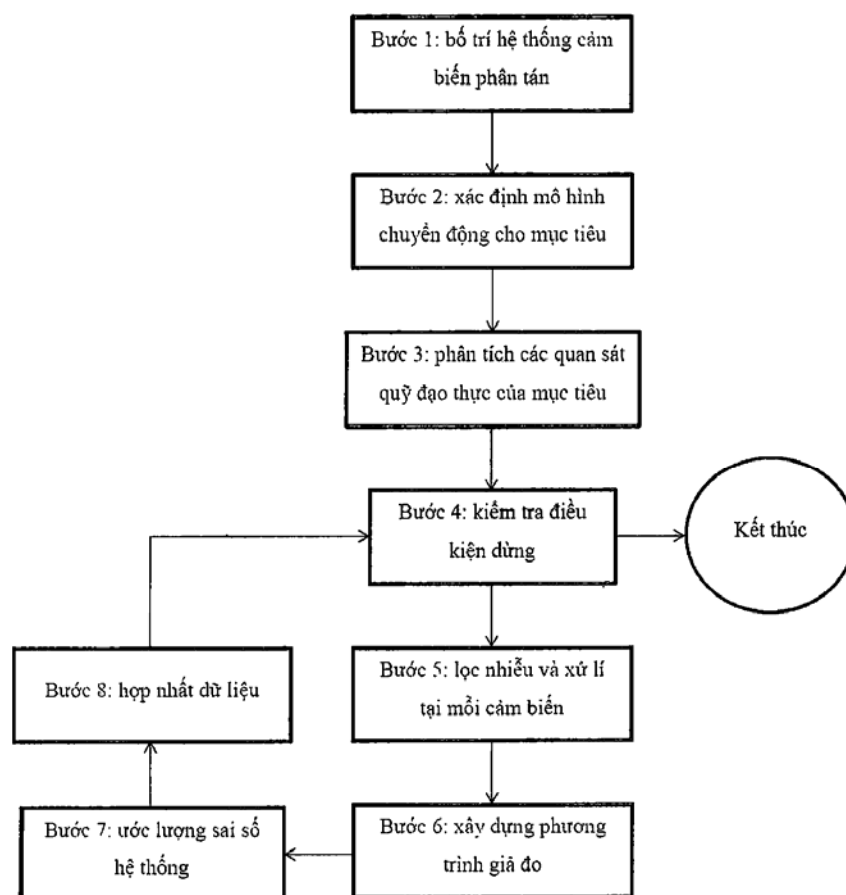 Bước 1: bố trí hệ thống cảm
biến phân tán
Bước 2: xác định mô hình
chuyển động cho mục tiêu
Bước 3: phân tích các quan sát
quỹ đạo thực của mục tiêu
Bước 4: kiểm tra điều
kiện dừng
Kết thúc
Bước 5: lọc nhiễu và xử lí
tại mỗi cảm biến
Bước 6: xây dựng phương
trình giả đo
Bước 7: ước lượng sai số
hệ thống
Bước 8: hợp nhất dữ liệu